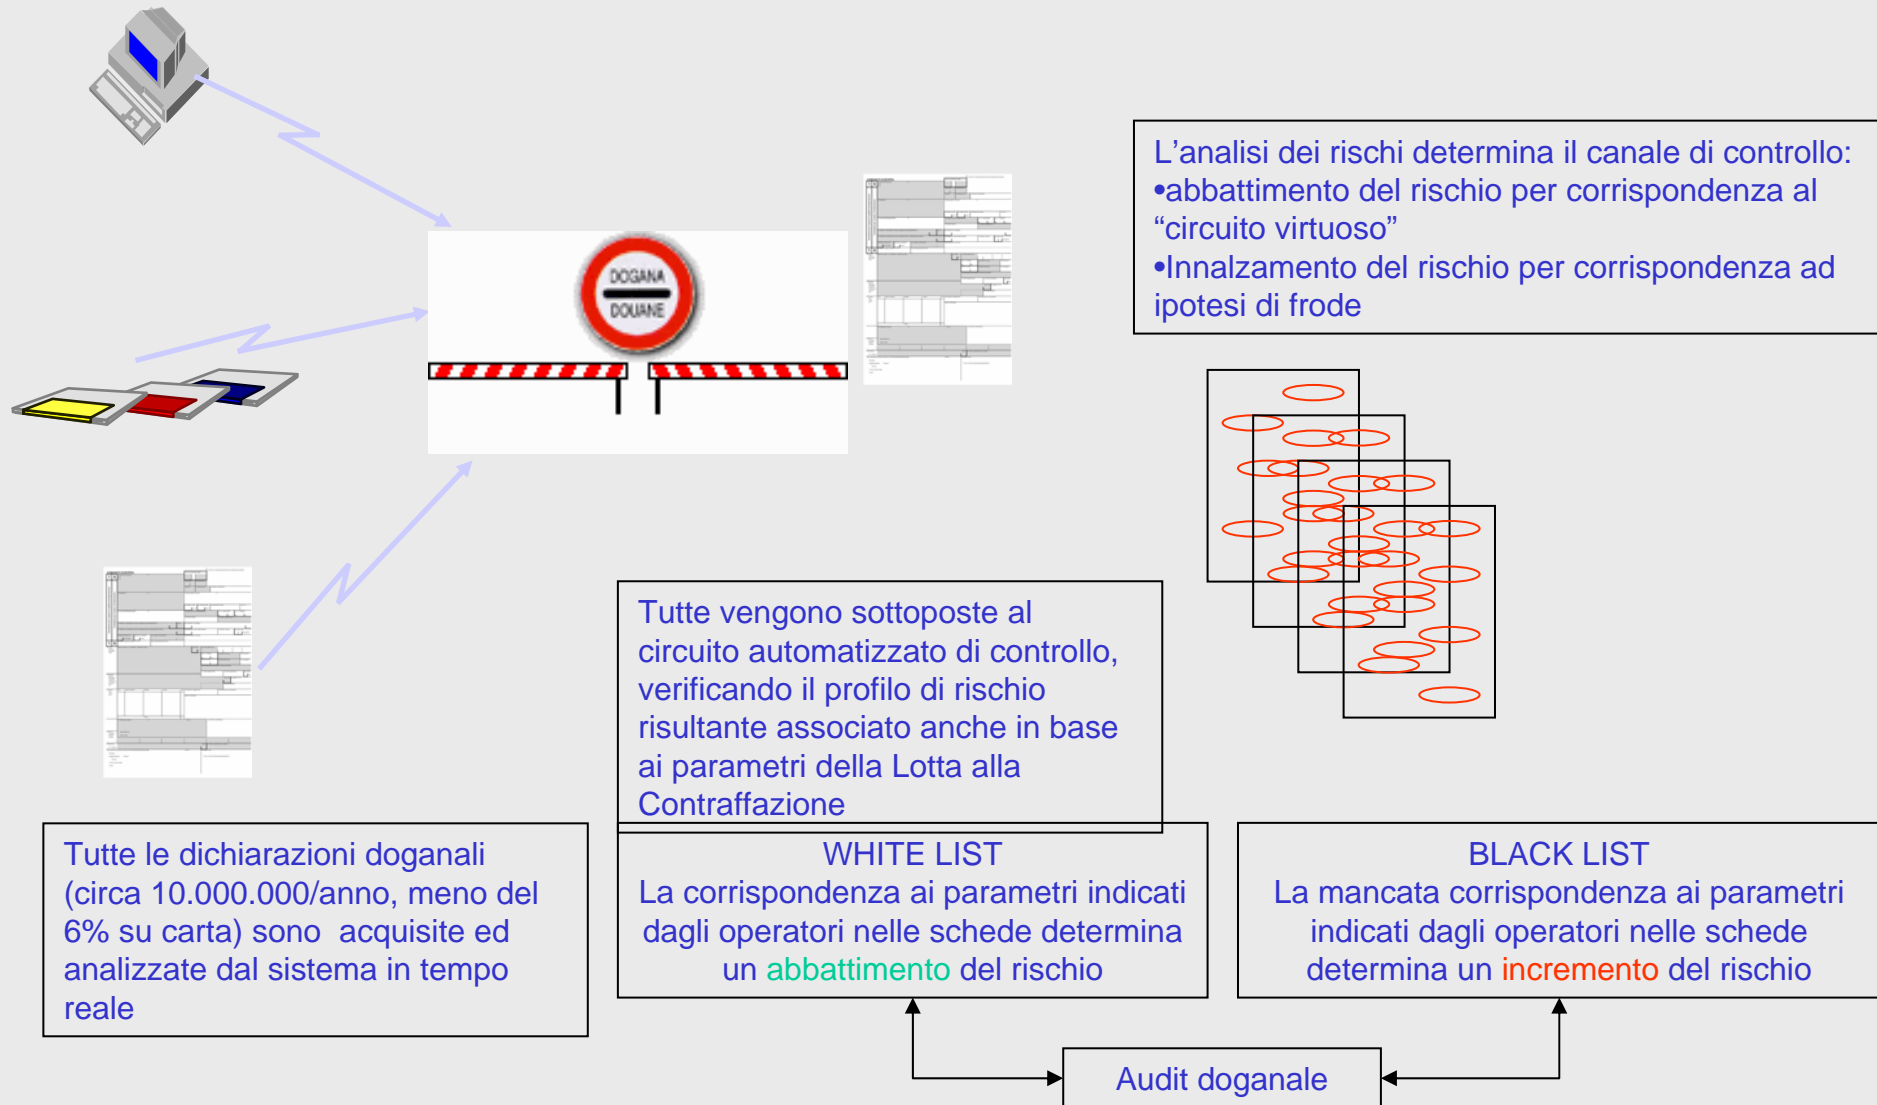 DOGANA
DOUANE
L’analisi dei rischi determina il canale di controllo:
•abbattimento del rischio per corrispondenza al
“circuito virtuoso”
•Innalzamento del rischio per corrispondenza ad
ipotesi di frode
Tutte vengono sottoposte al
circuito automatizzato di controllo,
verificando il profilo di rischio
risultante associato anche in base
ai parametri della Lotta alla
Contraffazione
Tutte le dichiarazioni doganali
(circa 10.000.000/anno, meno del
6% su carta) sono acquisite ed
analizzate dal sistema in tempo
reale
WHITE LIST
La corrispondenza ai parametri indicati
dagli operatori nelle schede determina
un abbattimento del rischio
BLACK LIST
La mancata corrispondenza ai parametri
indicati dagli operatori nelle schede
determina un incremento del rischio
Audit doganale